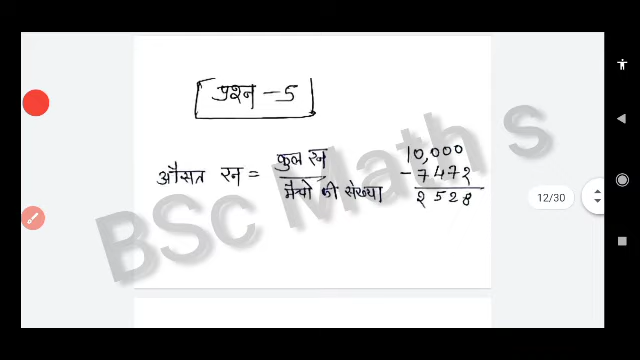 प्रश्न - 5
औसत रन = कुल रन
मैचो की संख्या
10,000
- 7472
2528
BSc Maths
12/30